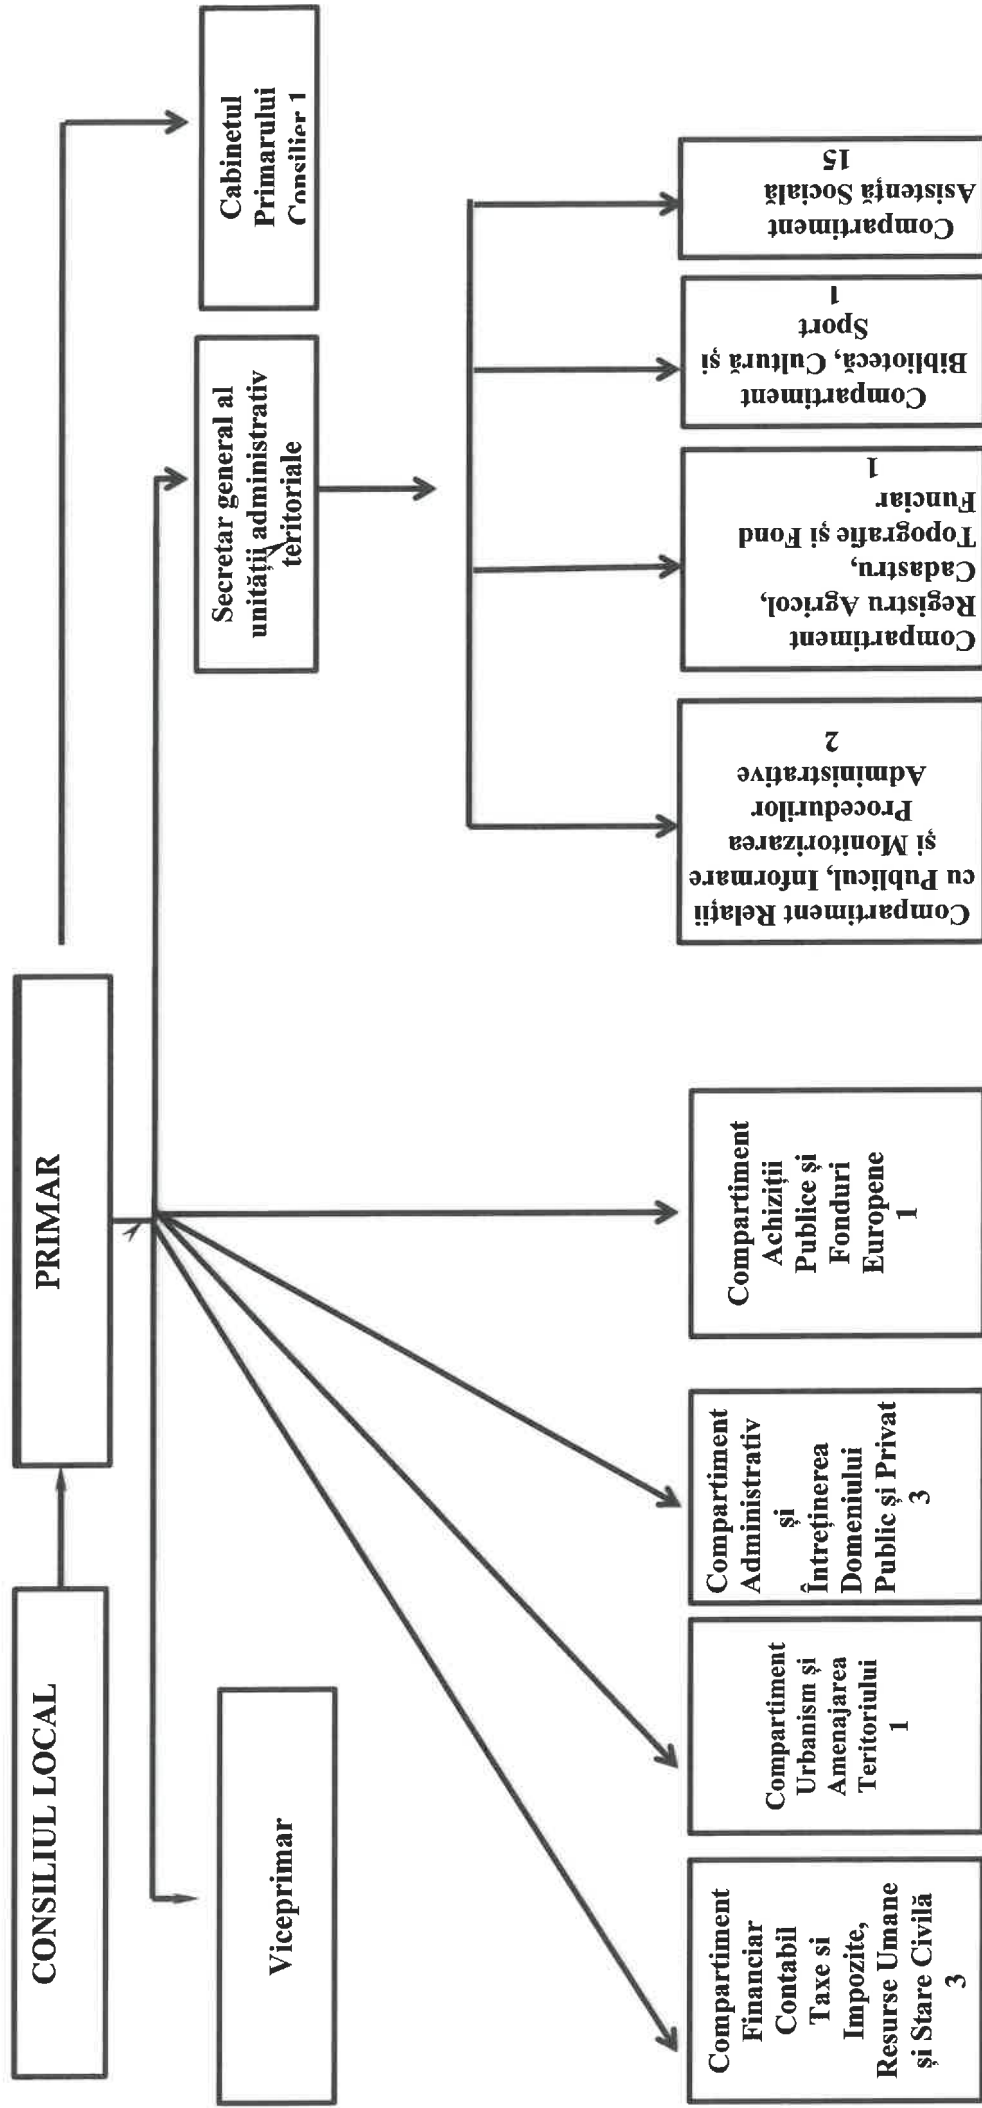 CONSILIUL LOCAL
PRIMAR
Viceprimar
Secretar general al
unității administrativ
teritoriale
Cabinetul
Primarului
Consilier 1
Compartiment
Financiar
Contabil
Taxe si
Impozite,
Resurse Umane
și Stare Civilă
3
Compartiment
Urbanism și
Amenajarea
Teritoriului
1
Compartiment
Administrativ
și
Întreținerea
Domeniului
Public și Privat
3
Compartiment
Achiziții
Publice și
Fonduri
Europene
1
Compartiment Relații
cu Publicul, Informare
și Monitorizarea
Procedurilor
Administrative
2
Compartiment
Registru Agricol,
Cadastru,
Topografie și Fond
Funciar
1
Compartiment
Bibliotecă, Cultură și
Sport
1
Compartiment
Asistență Socială
15